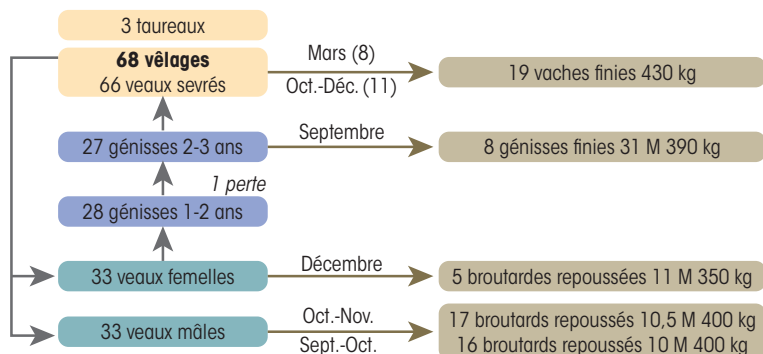 3 taureaux
68 vêlages
66 veaux sevrés
Mars (8)
Oct.-Déc. (11)
19 vaches finies 430 kg
27 génisses 2-3 ans
Septembre
8 génisses finies 31 M 390 kg
1 perte
28 génisses 1-2 ans
33 veaux femelles
Décembre
5 broutardes repoussées 11 M 350 kg
33 veaux mâles
Oct.-Nov.
Sept.-Oct.
17 broutards repoussés 10,5 M 400 kg
16 broutards repoussés 10 M 400 kg